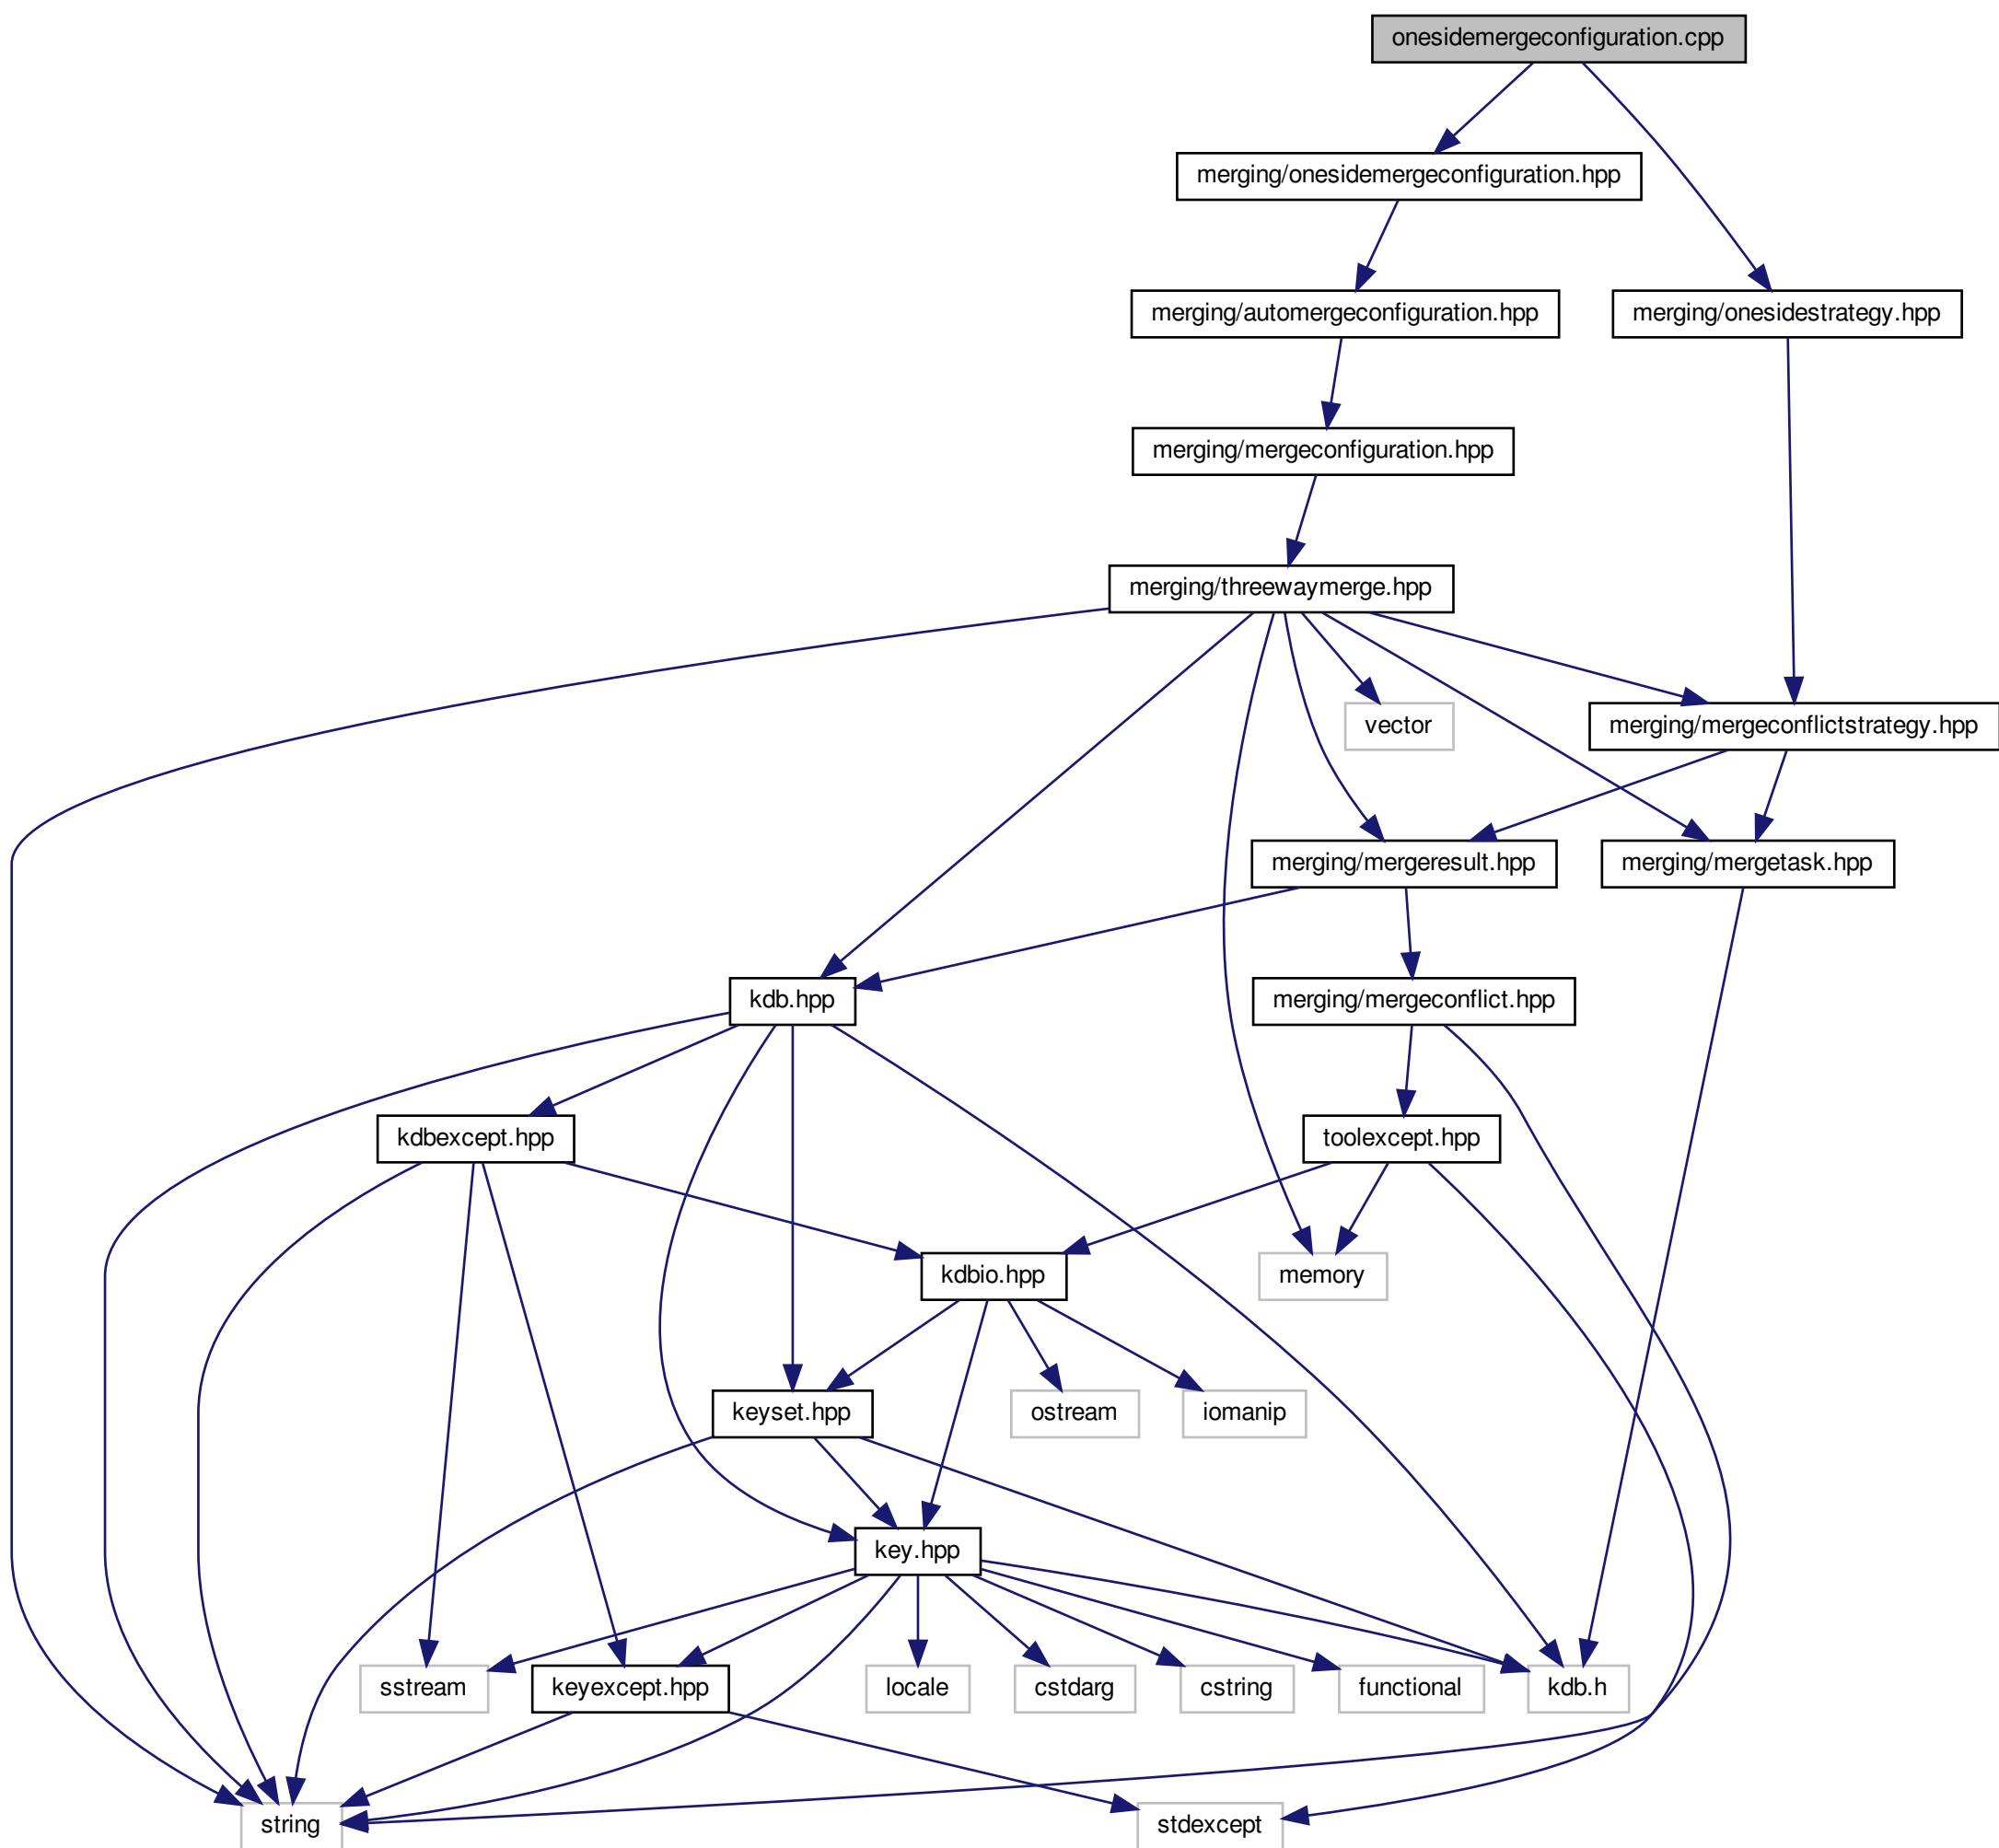 onesidemergeconfiguration.cpp
merging/onesidemergeconfiguration.hpp
merging/automergeconfiguration.hpp
merging/onesidestrategy.hpp
merging/mergeconfiguration.hpp
merging/threewaymerge.hpp
vector
merging/mergeconflictstrategy.hpp
merging/mergeresult.hpp
merging/mergetask.hpp
kdb.hpp
merging/mergeconflict.hpp
kdbexcept.hpp
toolexcept.hpp
kdbio.hpp
memory
keyset.hpp
ostream
iomanip
key.hpp
sstream
keyexcept.hpp
locale
cstdarg
cstring
functional
kdb.h
string
stdexcept